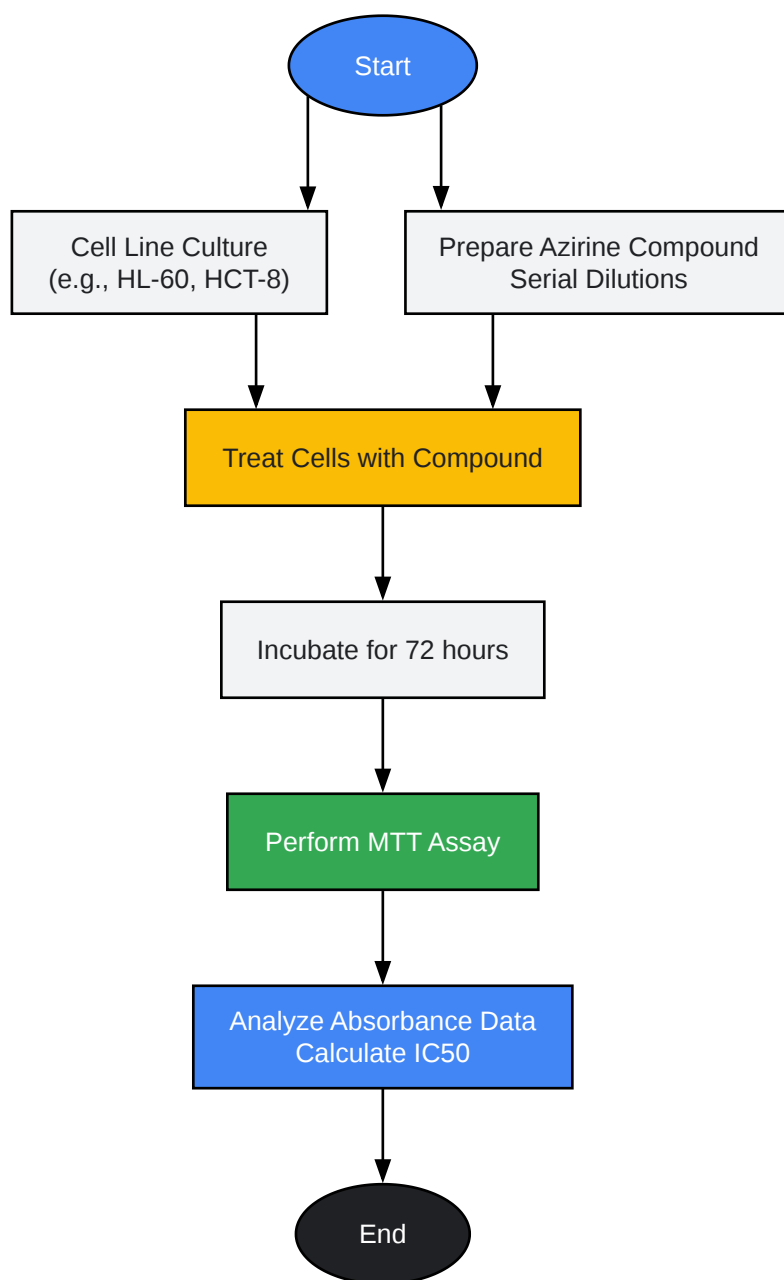 Start
Cell Line Culture
(e.g., HL-60, HCT-8)
Prepare Azirine Compound
Serial Dilutions
Treat Cells with Compound
Incubate for 72 hours
Perform MTT Assay
Analyze Absorbance Data
Calculate IC50
End